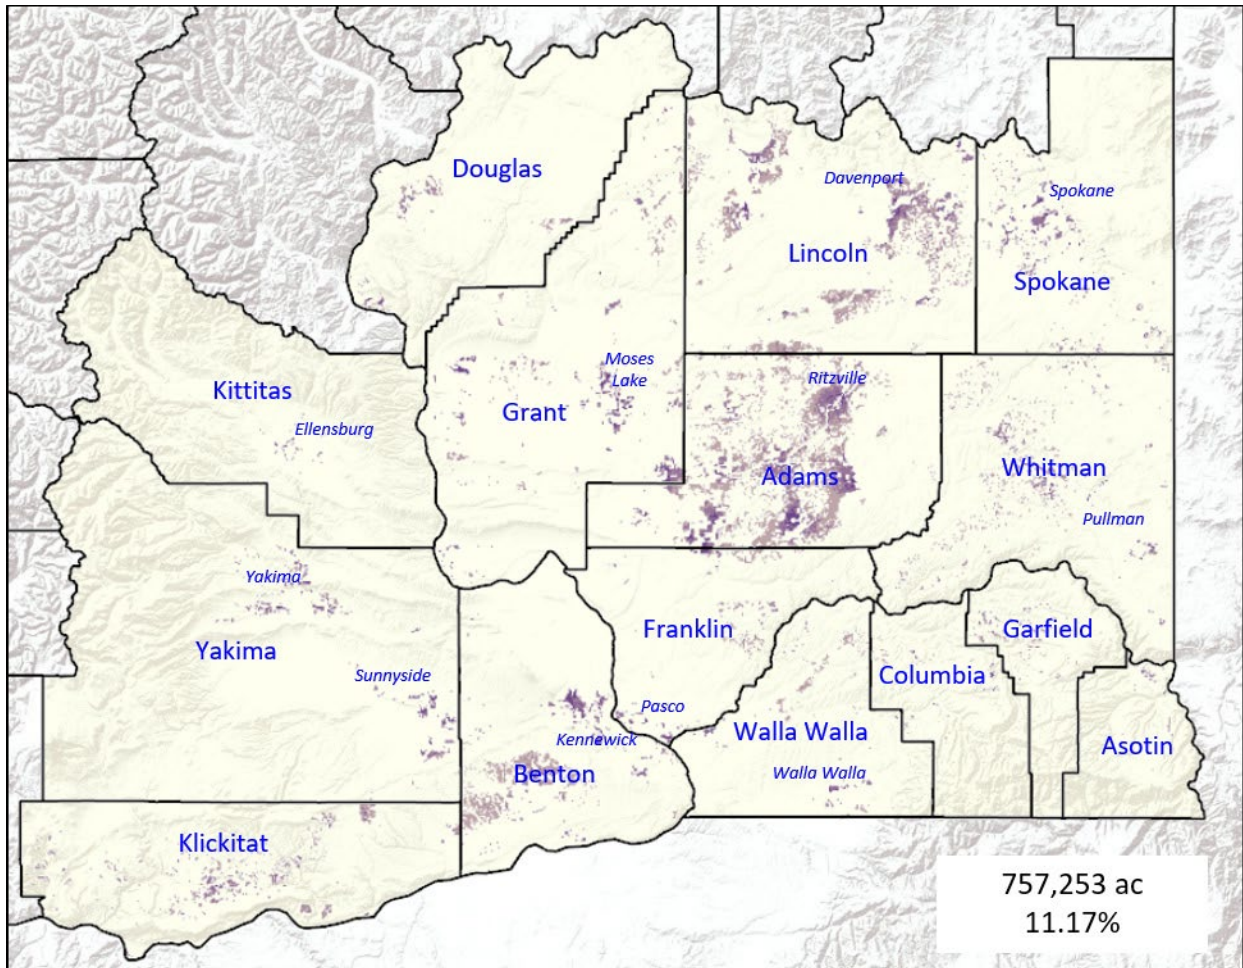 Douglas
Davenport
Spokane
Lincoln
Spokane
Moses
Lake
Ritzville
Kittitas
Grant
Ellensburg
Adams
Whitman
Pullman
Yakima
Franklin
Garfield
Yakima
Sunnyside
Columbia
Pasco
Kennewick
Walla Walla
Asotin
Benton
Walla Walla
Klickitat
757,253 ac
11.17%